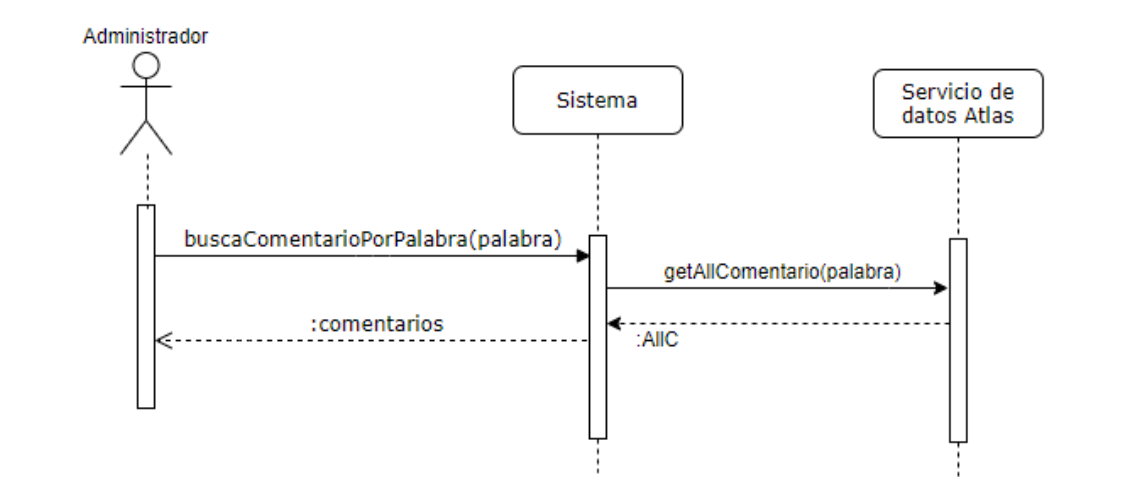 Administrador
Sistema
Servicio de
datos Atlas
buscaComentarioPorPalabra(palabra)
getAllComentario(palabra)
:comentarios
:AllC